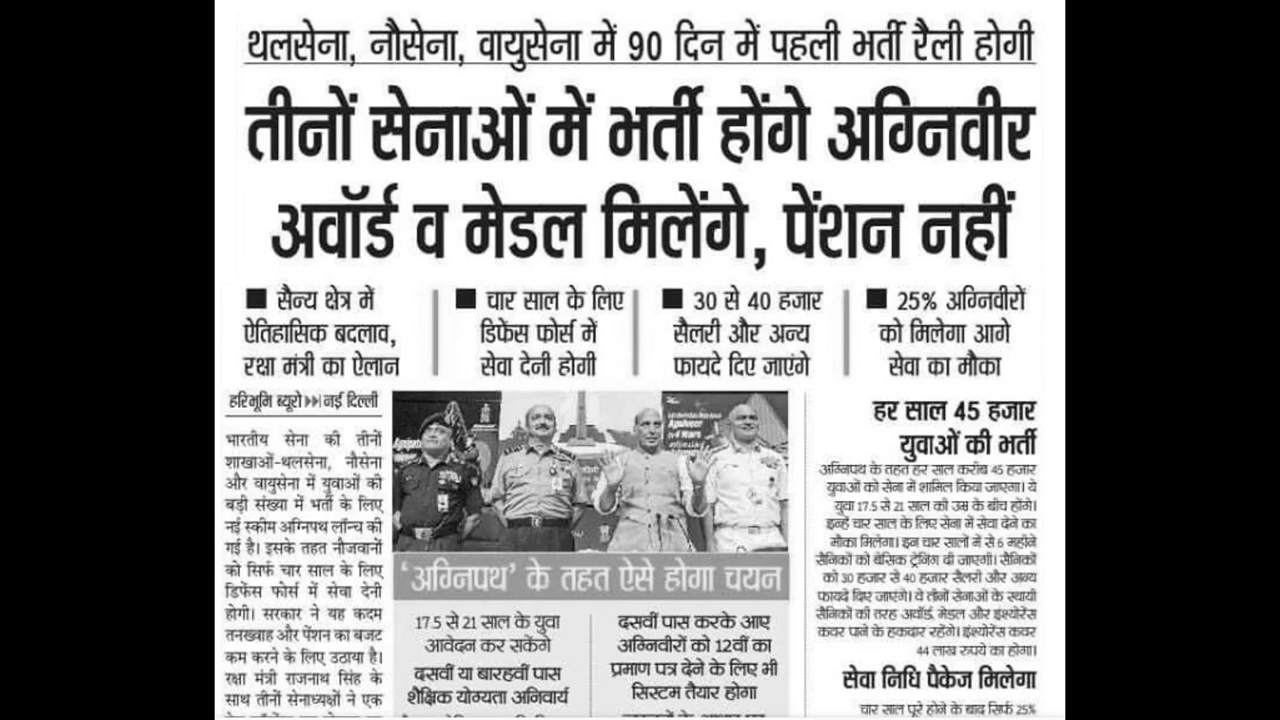 थलसेना, नौसेना, वायुसेना में 90 दिन में पहली भर्ती रैली होगी
तीनों सेनाओं में भर्ती होंगे अग्निवीर
अवॉर्ड व मेडल मिलेंगे, पेंशन नहीं
■ सैन्य क्षेत्र में
ऐतिहासिक बदलाव,
रक्षा मंत्री का ऐलान
■ चार साल के लिए
डिफेंस फोर्स में
सेवा देनी होगी
■ 30 से 40 हजार
सैलरी और अन्य
फायदे दिए जाएंगे
■ 25% अग्निवीरों
को मिलेगा आगे
सेवा का मौका
हरिभूमि ब्यूरो▸▸नई दिल्ली
भारतीय सेना की तीनों
शाखाओं-थलसेना, नौसेना
और वायुसेना में युवाओं की
बड़ी संख्या में भर्ती के लिए
नई स्कीम अग्निपथ लॉन्च की
गई है। इसके तहत नौजवानों
को सिर्फ चार साल के लिए
डिफेंस फोर्स में सेवा देनी
होगी। सरकार ने यह कदम
तनख्वाह और पेंशन का बजट
कम करने के लिए उठाया है।
रक्षा मंत्री राजनाथ सिंह के
साथ तीनों सेनाध्यक्षों ने एक
Agniveer
4 Years
'अग्निपथ' के तहत ऐसे होगा चयन
17.5 से 21 साल के युवा
आवेदन कर सकेंगे
दसवीं या बारहवीं पास
शैक्षिक योग्यता अनिवार्य
दसवीं पास करके आए
अग्निवीरों को 12वीं का
प्रमाण पत्र देने के लिए भी
सिस्टम तैयार होगा
हर साल 45 हजार
युवाओं की भर्ती
अग्निपथ के तहत हर साल करीब 45 हजार
युवाओं को सेना में शामिल किया जाएगा। ये
युवा 17.5 से 21 साल की उम्र के बीच होंगे।
इन्हें चार साल के लिए सेना में सेवा देने का
मौका मिलेगा। इन चार सालों में से 6 महीने
सैनिकों को बेसिक ट्रेनिंग दी जाएगी। सैनिकों
को 30 हजार से 40 हजार सैलरी और अन्य
फायदे दिए जाएंगे। वे तीनों सेनाओं के स्थायी
सैनिकों की तरह अवॉर्ड, मेडल और इंश्योरेंस
कवर पाने के हकदार रहेंगे। इंश्योरेंस कवर
44 लाख रुपये का होगा।
सेवा निधि पैकेज मिलेगा
चार साल पूरे होने के बाद सिर्फ 25%